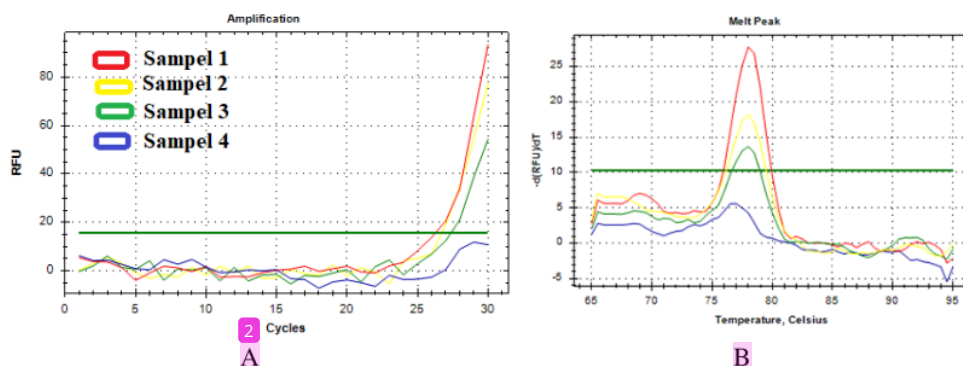 Amplification
80
60
40
20
0
RFU
Sampel 1
Sampel 2
Sampel 3
Sampel 4
0 5 10 15 20 25 30
2 Cycles
A
Melt Peak
25
20
15
10
5
0
-5
-d(RFU)/dT
65 70 75 80 85 90 95
Temperature, Celsius
B